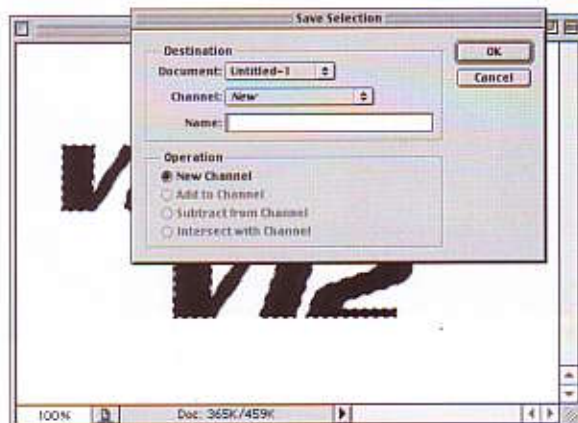 Save Selection
Destination
Document: Untitled-1
Channel: New
Name:
OK
Cancel
Operation
New Channel
Add to Channel
Subtract from Channel
Intersect with Channel
100%
Doc: 365K/459K